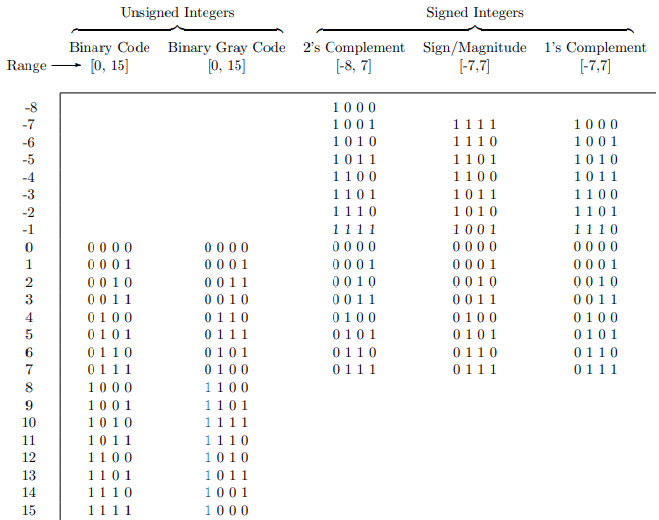 Unsigned Integers Signed Integers
Binary Code Binary Gray Code 2's Complement Sign/Magnitude 1's Complement
Range [0, 15] [0, 15] [-8, 7] [-7,7] [-7,7]
-8 1 0 0 0
-7 1 0 0 1 1 1 1 1 1 0 0 0
-6 1 0 1 0 1 1 1 0 1 0 0 1
-5 1 0 1 1 1 1 0 1 1 0 1 0
-4 1 1 0 0 1 1 0 0 1 0 1 1
-3 1 1 0 1 1 0 1 1 1 1 0 0
-2 1 1 1 0 1 0 1 0 1 1 0 1
-1 1 1 1 1 1 0 0 1 1 1 1 0
0 0 0 0 0 0 0 0 0 0 0 0 0 0 0 0 0 0 0 0 0
1 0 0 0 1 0 0 0 1 0 0 0 1 0 0 0 1 0 0 0 1
2 0 0 1 0 0 0 1 1 0 0 1 0 0 0 1 0 0 0 1 0
3 0 0 1 1 0 0 1 0 0 0 1 1 0 0 1 1 0 0 1 1
4 0 1 0 0 0 1 1 0 0 1 0 0 0 1 0 0 0 1 0 0
5 0 1 0 1 0 1 1 1 0 1 0 1 0 1 0 1 0 1 0 1
6 0 1 1 0 0 1 0 1 0 1 1 0 0 1 1 0 0 1 1 0
7 0 1 1 1 0 1 0 0 0 1 1 1 0 1 1 1 0 1 1 1
8 1 0 0 0 1 1 0 0
9 1 0 0 1 1 1 0 1
10 1 0 1 0 1 1 1 1
11 1 0 1 1 1 1 1 0
12 1 1 0 0 1 0 1 0
13 1 1 0 1 1 0 1 1
14 1 1 1 0 1 0 0 1
15 1 1 1 1 1 0 0 0